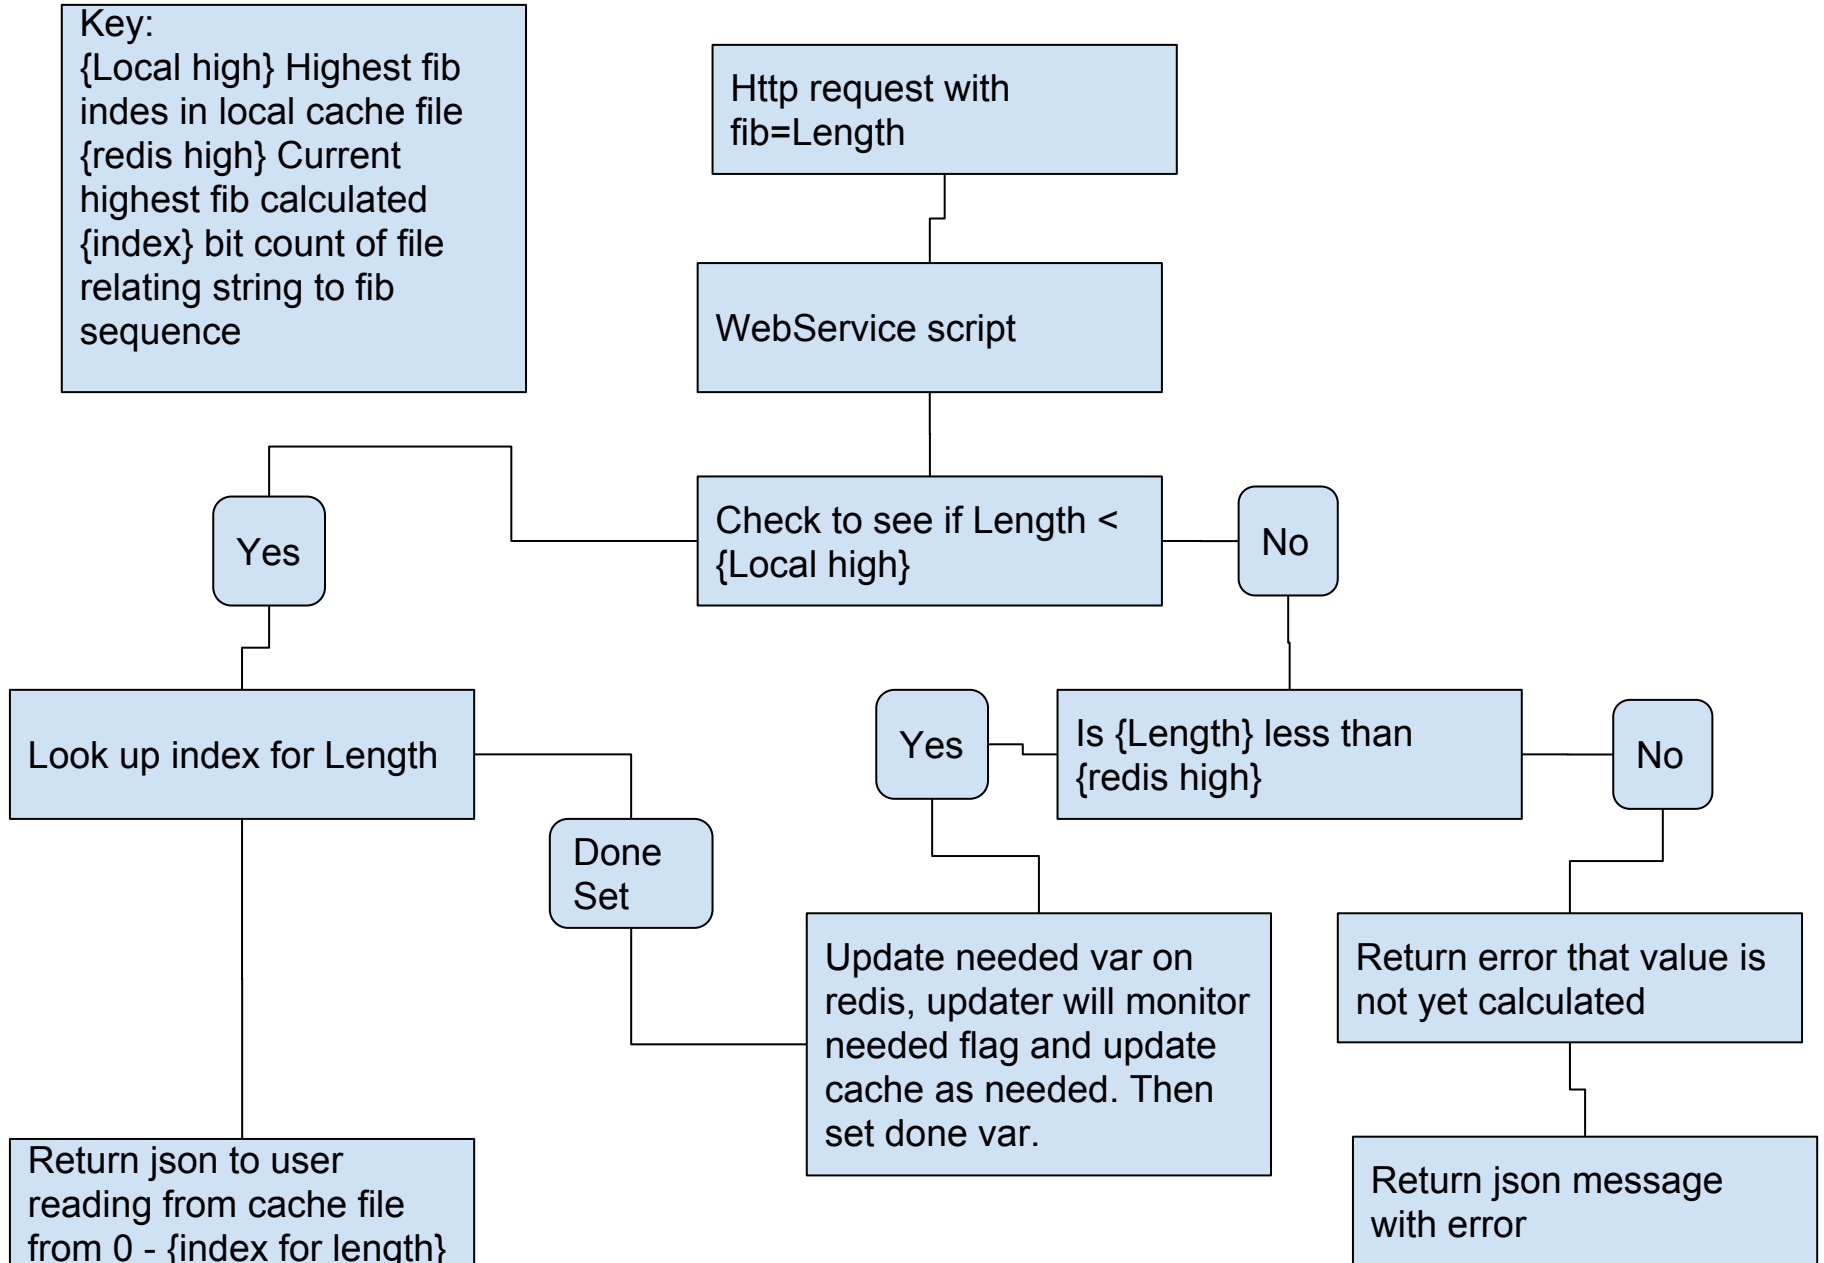 Key:
{Local high} Highest fib
indes in local cache file
{redis high} Current
highest fib calculated
{index} bit count of file
relating string to fib
sequence
Http request with
fib=Length
WebService script
Check to see if Length <
{Local high}
Yes
No
Look up index for Length
Yes
Is {Length} less than
{redis high}
No
Done
Set
Update needed var on
redis, updater will monitor
needed flag and update
cache as needed. Then
set done var.
Return error that value is
not yet calculated
Return json to user
reading from cache file
from 0 - {index for length}
Return json message
with error